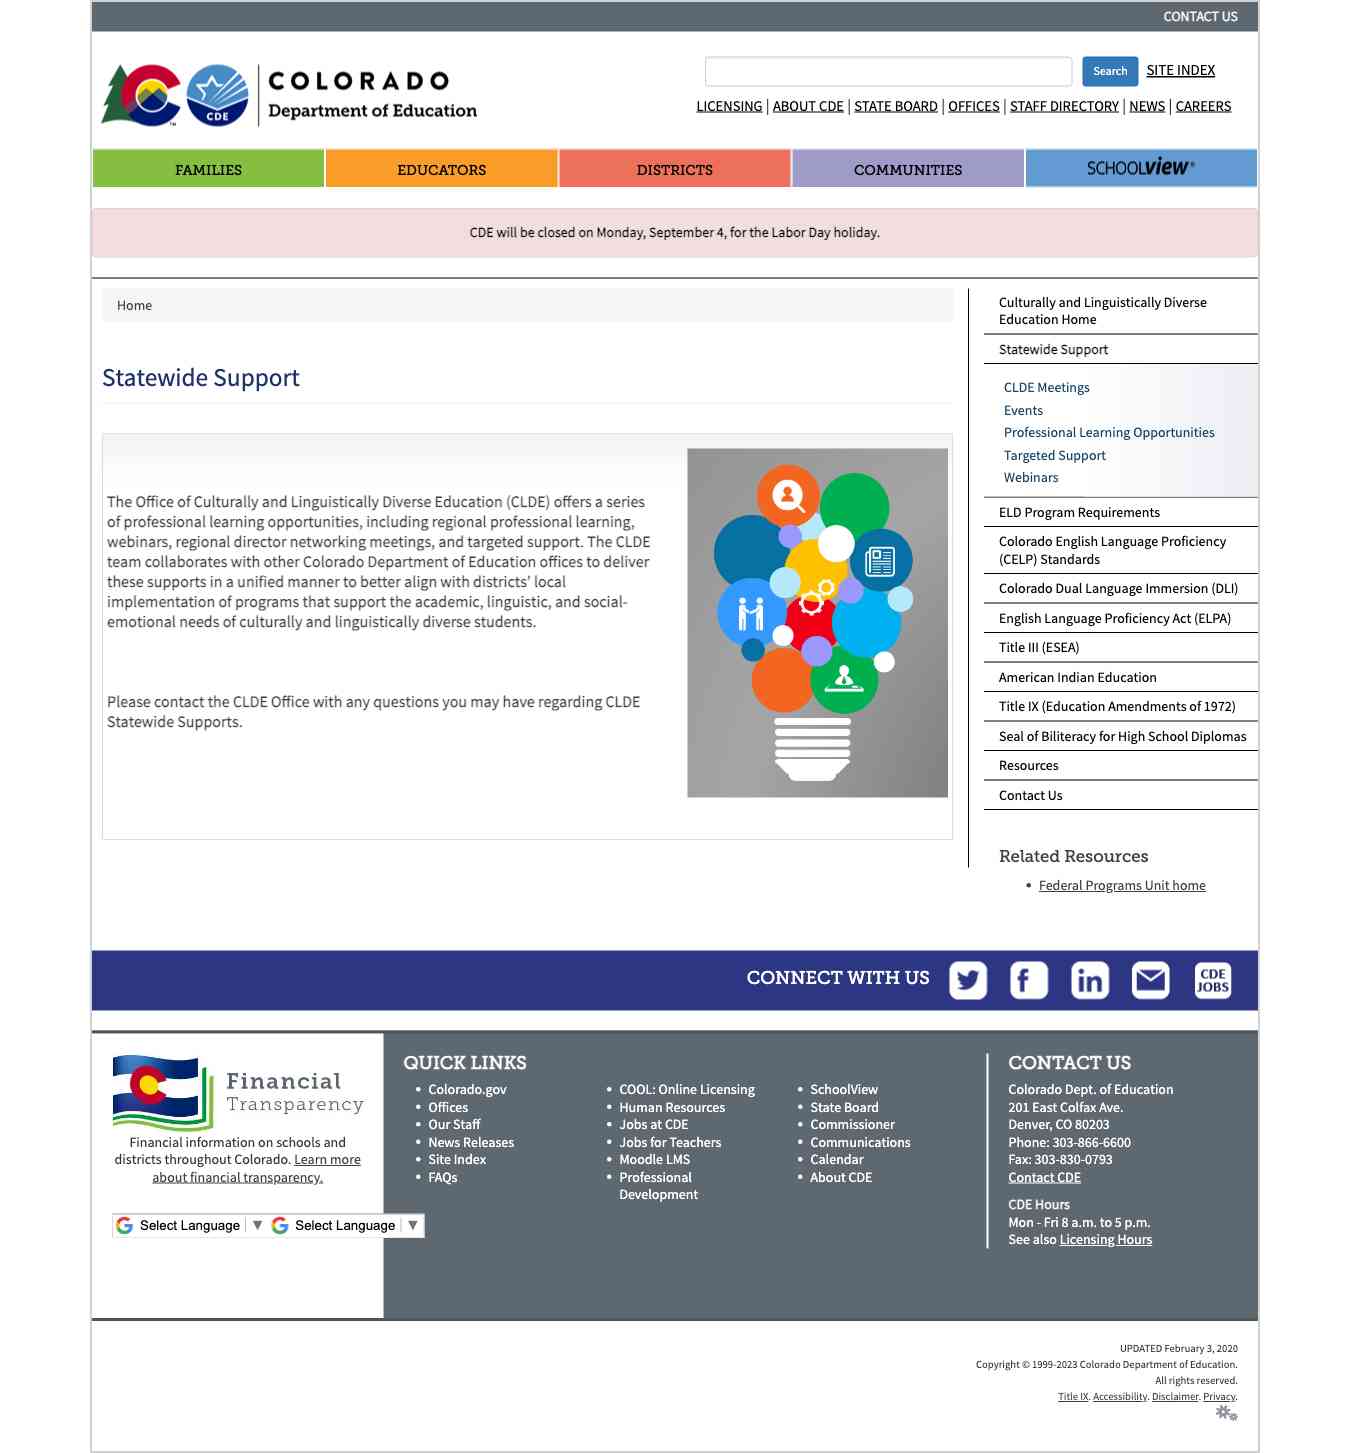 CONTACT US
COLORADO
Department of Education
CDE
TM
Search
SITE INDEX
LICENSING | ABOUT CDE | STATE BOARD | OFFICES | STAFF DIRECTORY | NEWS | CAREERS
FAMILIES
EDUCATORS
DISTRICTS
COMMUNITIES
SCHOOLview®
CDE will be closed on Monday, September 4, for the Labor Day holiday.
Home
Statewide Support
The Office of Culturally and Linguistically Diverse Education (CLDE) offers a series
of professional learning opportunities, including regional professional learning,
webinars, regional director networking meetings, and targeted support. The CLDE
team collaborates with other Colorado Department of Education offices to deliver
these supports in a unified manner to better align with districts' local
implementation of programs that support the academic, linguistic, and social-
emotional needs of culturally and linguistically diverse students.
Please contact the CLDE Office with any questions you may have regarding CLDE
Statewide Supports.
Culturally and Linguistically Diverse
Education Home
Statewide Support
CLDE Meetings
Events
Professional Learning Opportunities
Targeted Support
Webinars
ELD Program Requirements
Colorado English Language Proficiency
(CELP) Standards
Colorado Dual Language Immersion (DLI)
English Language Proficiency Act (ELPA)
Title III (ESEA)
American Indian Education
Title IX (Education Amendments of 1972)
Seal of Biliteracy for High School Diplomas
Resources
Contact Us
Related Resources
• Federal Programs Unit home
CONNECT WITH US
CDE
JOBS
Financial
Transparency
Financial information on schools and
districts throughout Colorado. Learn more
about financial transparency.
Select Language ▼
Select Language ▼
QUICK LINKS
• Colorado.gov
• Offices
• Our Staff
• News Releases
• Site Index
• FAQs
• COOL: Online Licensing
• Human Resources
• Jobs at CDE
• Jobs for Teachers
• Moodle LMS
• Professional
Development
• SchoolView
• State Board
• Commissioner
• Communications
• Calendar
• About CDE
CONTACT US
Colorado Dept. of Education
201 East Colfax Ave.
Denver, CO 80203
Phone: 303-866-6600
Fax: 303-830-0793
Contact CDE
CDE Hours
Mon - Fri 8 a.m. to 5 p.m.
See also Licensing Hours
UPDATED February 3, 2020
Copyright © 1999-2023 Colorado Department of Education.
All rights reserved.
Title IX. Accessibility. Disclaimer. Privacy.